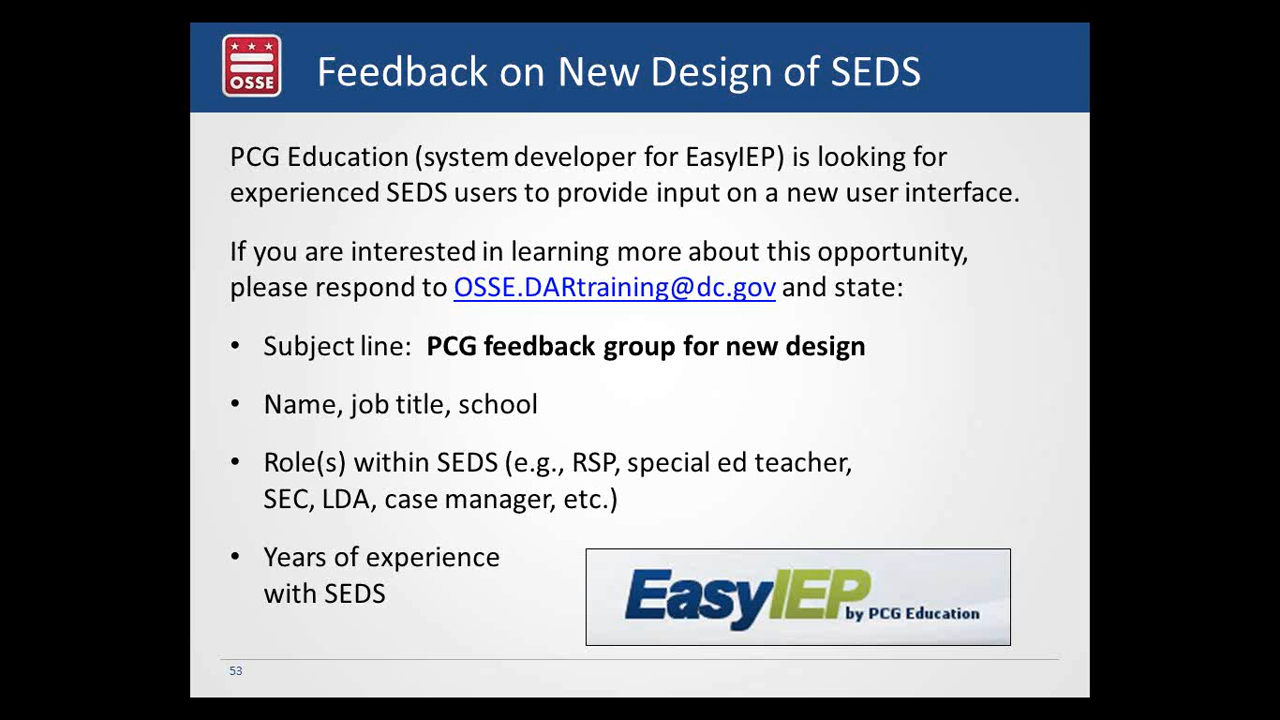 OSSE
Feedback on New Design of SEDS
PCG Education (system developer for EasyIEP) is looking for
experienced SEDS users to provide input on a new user interface.
If you are interested in learning more about this opportunity,
please respond to OSSE.DARtraining@dc.gov and state:
• Subject line: PCG feedback group for new design
• Name, job title, school
• Role(s) within SEDS (e.g., RSP, special ed teacher,
SEC, LDA, case manager, etc.)
• Years of experience
with SEDS
EasyIEP
by PCG Education
53